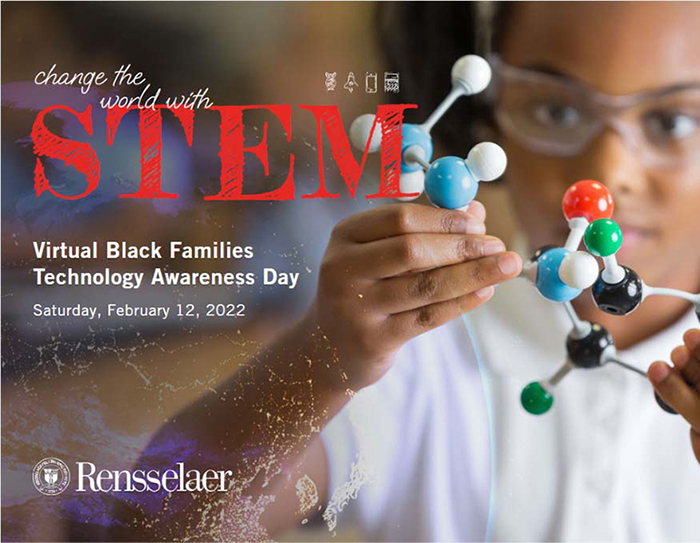 change the
world with
STEM
Virtual Black Families
Technology Awareness Day
Saturday, February 12, 2022
Rensselaer